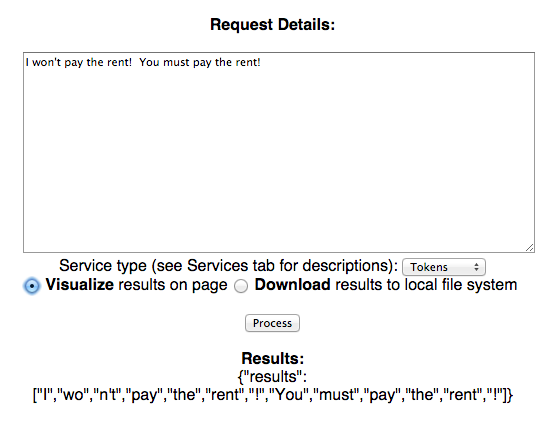 Request Details:
I won't pay the rent!  You must pay the rent!
Service type (see Services tab for descriptions): Tokens
Visualize results on page Download results to local file system
Process
Results:
{"results":
["I","wo","n't","pay","the","rent","!","You","must","pay","the","rent","!"]}